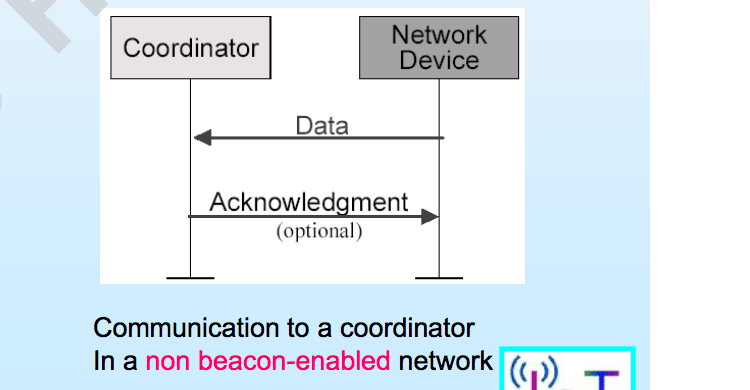 Coordinator
Network
Device
Data
Acknowledgment
(optional)
Communication to a coordinator
In a non beacon-enabled network